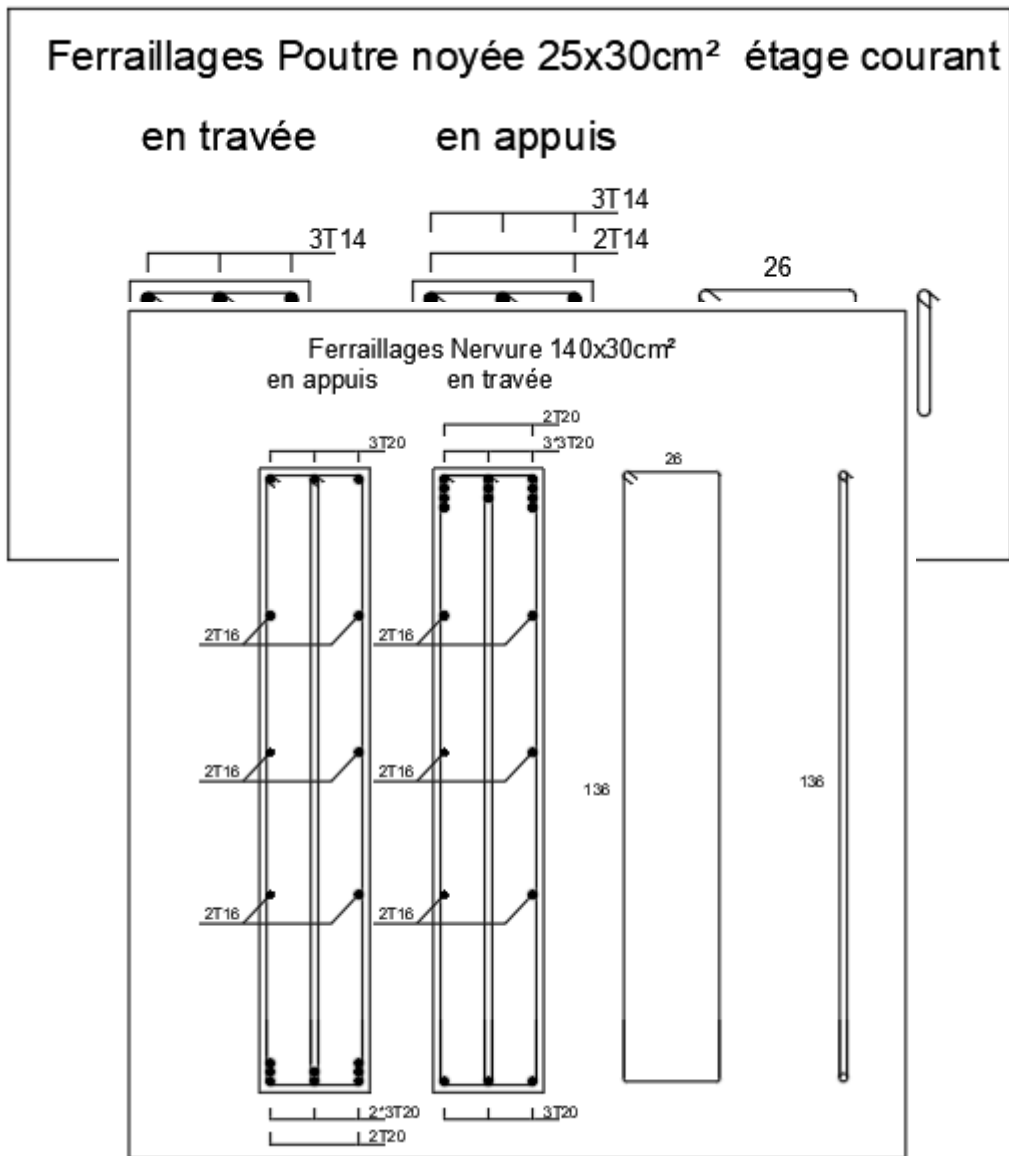 Ferraillages Poutre noyée 25x30cm² étage courant
en travée en appuis
3T14
3T14 2T14
26
Ferraillages Nervure 140x30cm²
en appuis en travée
2T20
3T20 3*3T20
26
2T16 2T16
2T16 2T16
136 136
2T16 2T16
2*3T20 3T20
2T20